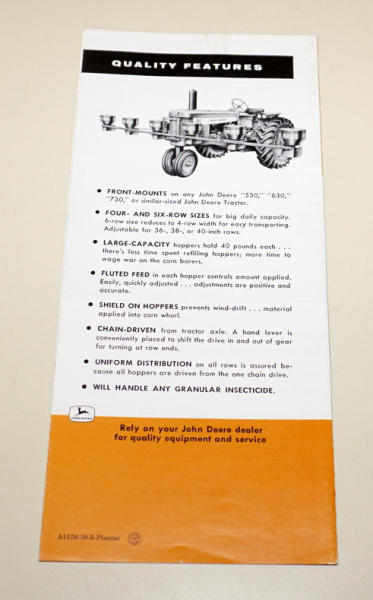 QUALITY FEATURES
• FRONT-MOUNTS on any John Deere "530," "630,"
"730," or similar-sized John Deere Tractor.
• FOUR- AND SIX-ROW SIZES for big daily capacity.
6-row size reduces to 4-row width for easy transporting.
Adjustable for 36-, 38-, or 40-inch rows.
• LARGE-CAPACITY hoppers hold 40 pounds each . . .
there's less time spent refilling hoppers; more time to
wage war on the corn borers.
• FLUTED FEED in each hopper controls amount applied.
Easily, quickly adjusted . . . adjustments are positive and
accurate.
• SHIELD ON HOPPERS prevents wind-drift . . . material
applied into corn whorl.
• CHAIN-DRIVEN from tractor axle. A hand lever is
conveniently placed to shift the drive in and out of gear
for turning at row ends.
• UNIFORM DISTRIBUTION on all rows is assured be-
cause all hoppers are driven from the one chain drive.
• WILL HANDLE ANY GRANULAR INSECTICIDE.
JOHN DEERE
Rely on your John Deere dealer
for quality equipment and service
A1126-59-3-Planter